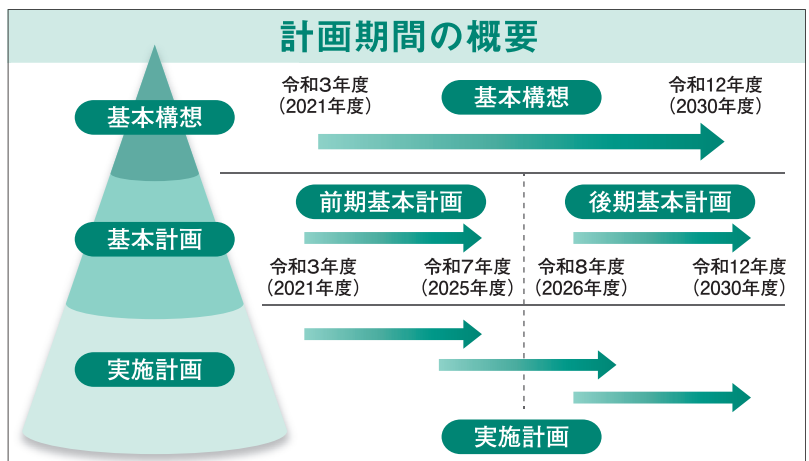 計画期間の概要
基本構想
令和3年度
（2021年度）
基本構想
令和12年度
（2030年度）
基本計画
前期基本計画
後期基本計画
令和3年度
（2021年度）
令和7年度
（2025年度）
令和8年度
（2026年度）
令和12年度
（2030年度）
実施計画
実施計画